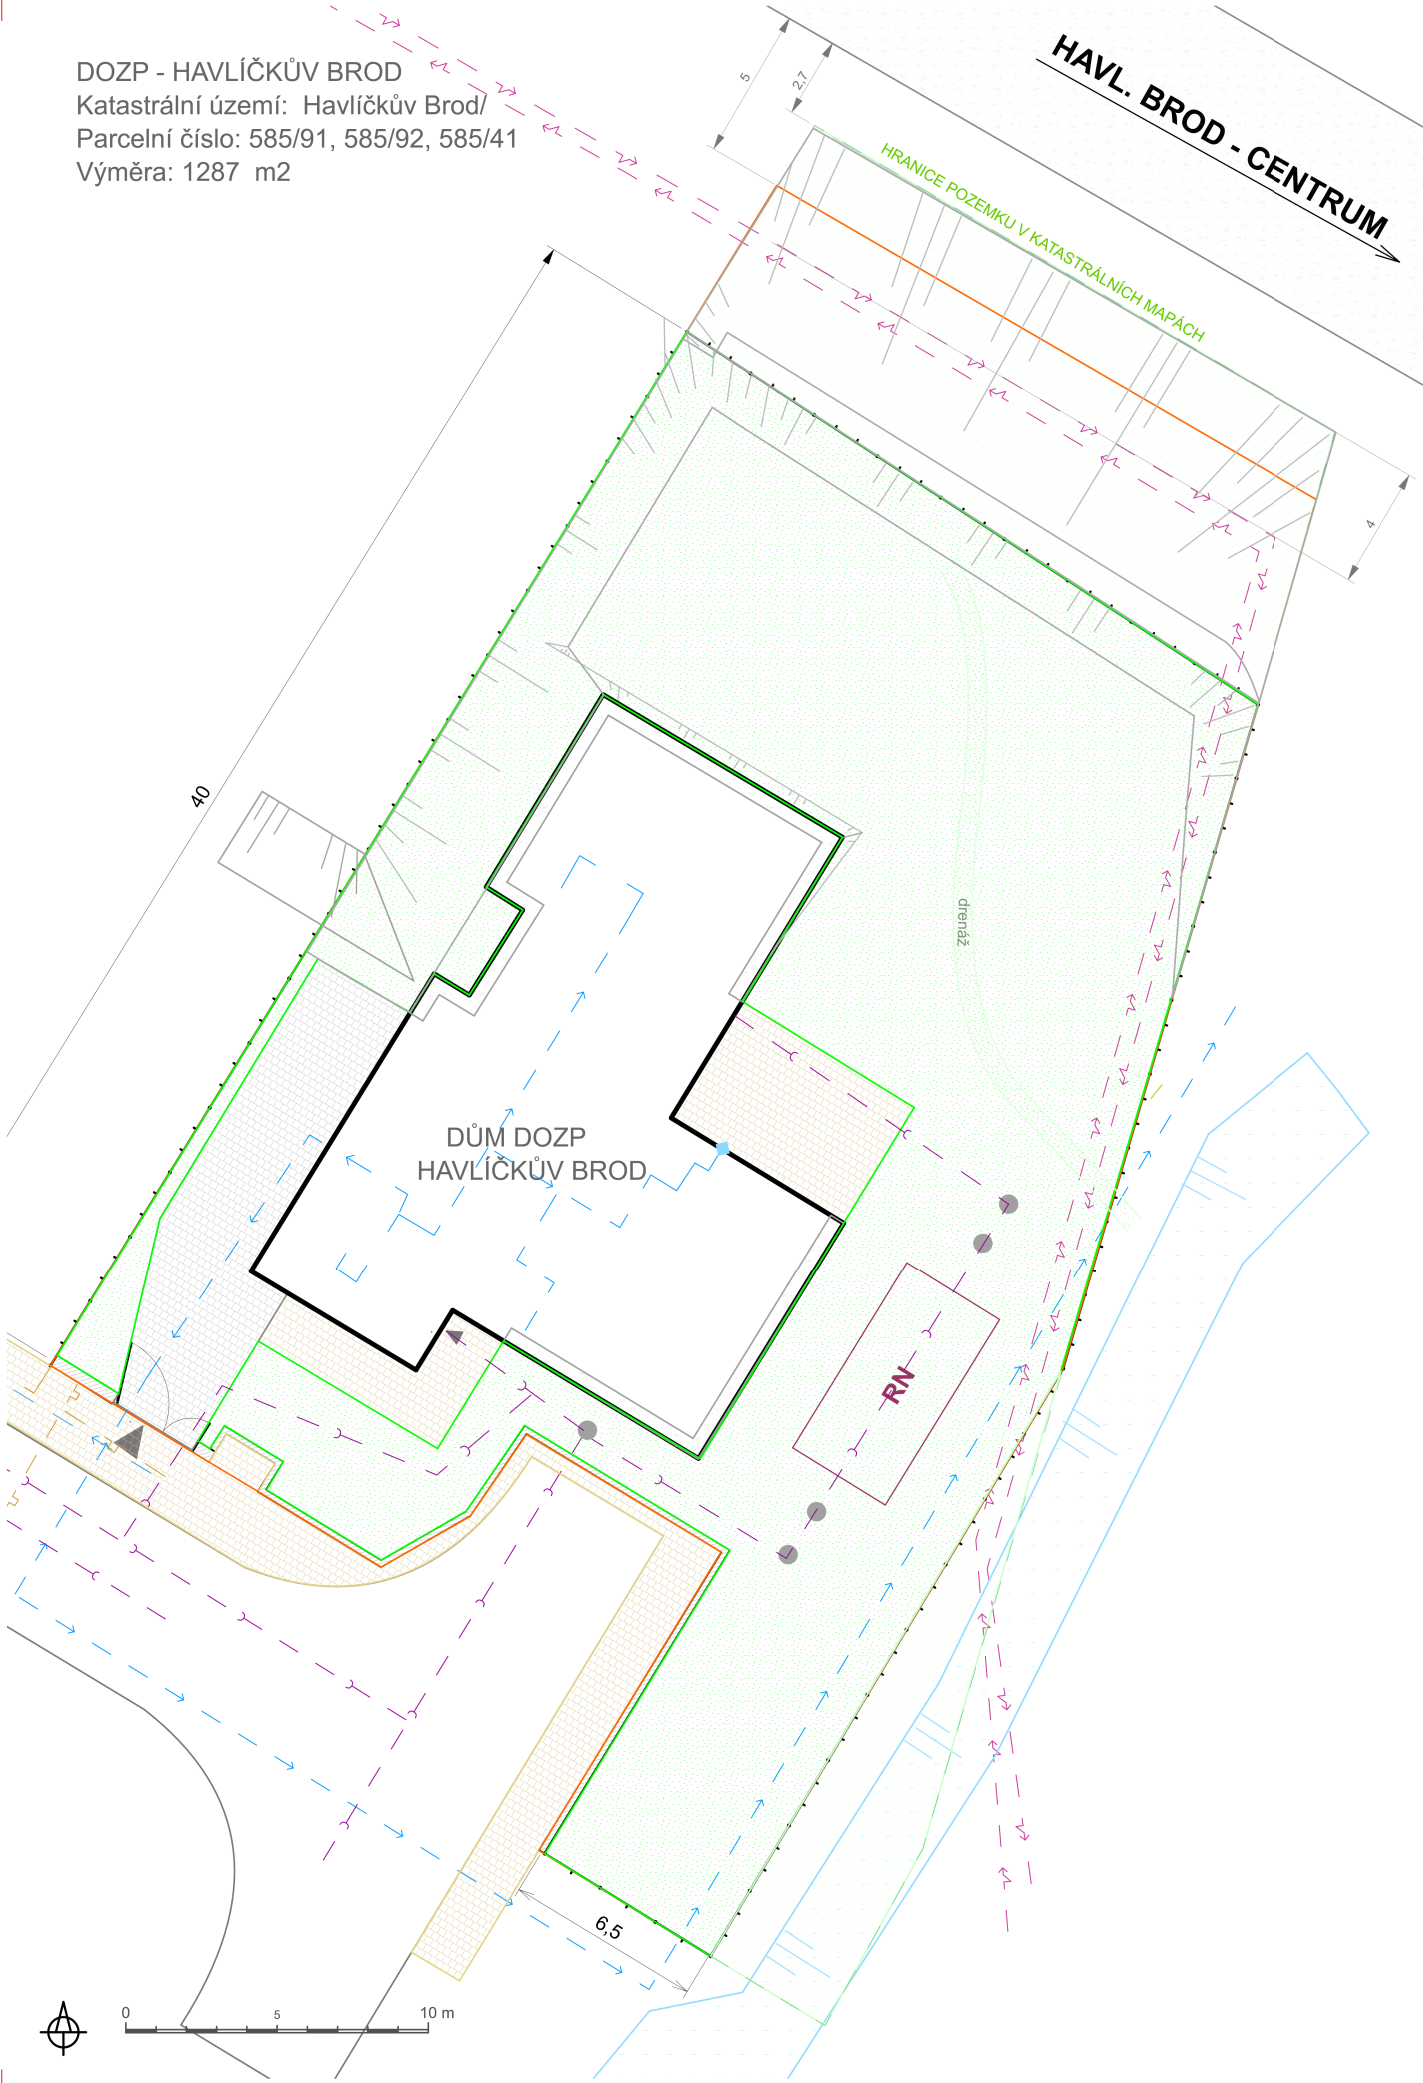 DOZP - HAVLÍČKŮV BROD
Katastrální území:  Havlíčkův Brod/
Parcelní číslo: 585/91, 585/92, 585/41
Výměra: 1287  m2
HAVL. BROD - CENTRUM
5
2,7
HRANICE POZEMKU V KATASTRÁLNÍCH MAPÁCH
4
40
drenáž
DŮM DOZP
HAVLÍČKŮV BROD
RN
6,5
0
5
10 m